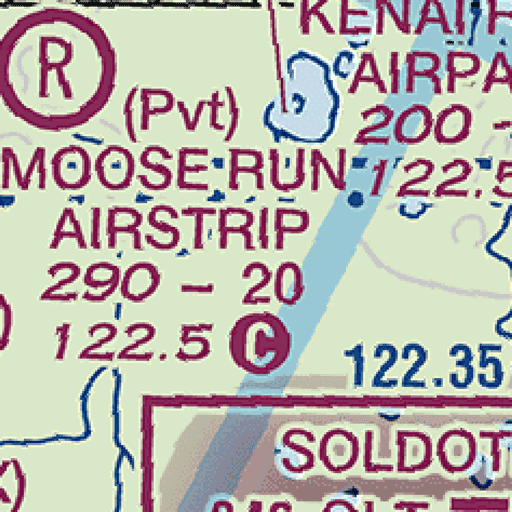 KENAI R
R
AIRPA
(Pvt)
200 -
MOOSE RUN
122.5
AIRSTRIP
290 - 20
122.5 C
122.35
SOLDOT